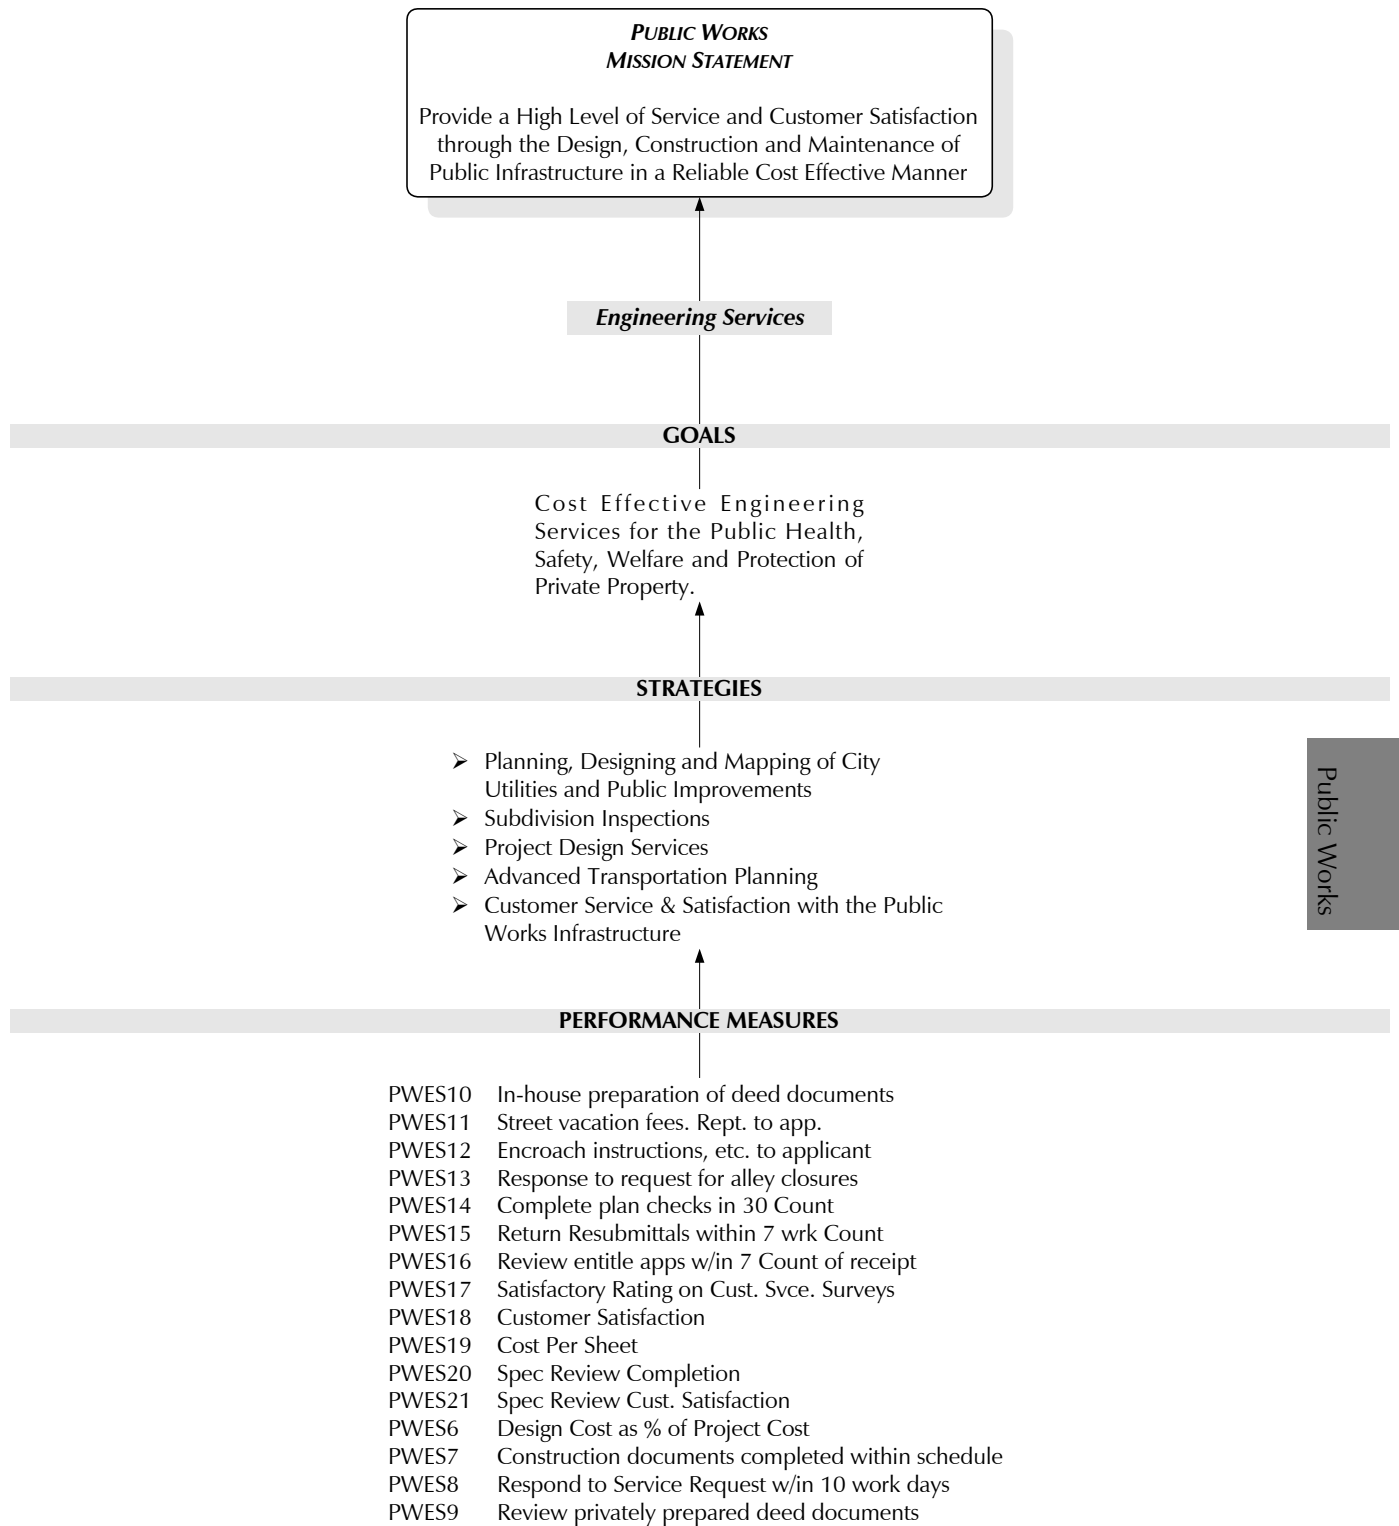 PUBLIC WORKS
MISSION STATEMENT
Provide a High Level of Service and Customer Satisfaction
through the Design, Construction and Maintenance of
Public Infrastructure in a Reliable Cost Effective Manner
Engineering Services
GOALS
Cost Effective Engineering
Services for the Public Health,
Safety, Welfare and Protection of
Private Property.
STRATEGIES
➢ Planning, Designing and Mapping of City
Utilities and Public Improvements
➢ Subdivision Inspections
➢ Project Design Services
➢ Advanced Transportation Planning
➢ Customer Service & Satisfaction with the Public
Works Infrastructure
Public Works
PERFORMANCE MEASURES
PWES10 In-house preparation of deed documents
PWES11 Street vacation fees. Rept. to app.
PWES12 Encroach instructions, etc. to applicant
PWES13 Response to request for alley closures
PWES14 Complete plan checks in 30 Count
PWES15 Return Resubmittals within 7 wrk Count
PWES16 Review entitle apps w/in 7 Count of receipt
PWES17 Satisfactory Rating on Cust. Svce. Surveys
PWES18 Customer Satisfaction
PWES19 Cost Per Sheet
PWES20 Spec Review Completion
PWES21 Spec Review Cust. Satisfaction
PWES6 Design Cost as % of Project Cost
PWES7 Construction documents completed within schedule
PWES8 Respond to Service Request w/in 10 work days
PWES9 Review privately prepared deed documents